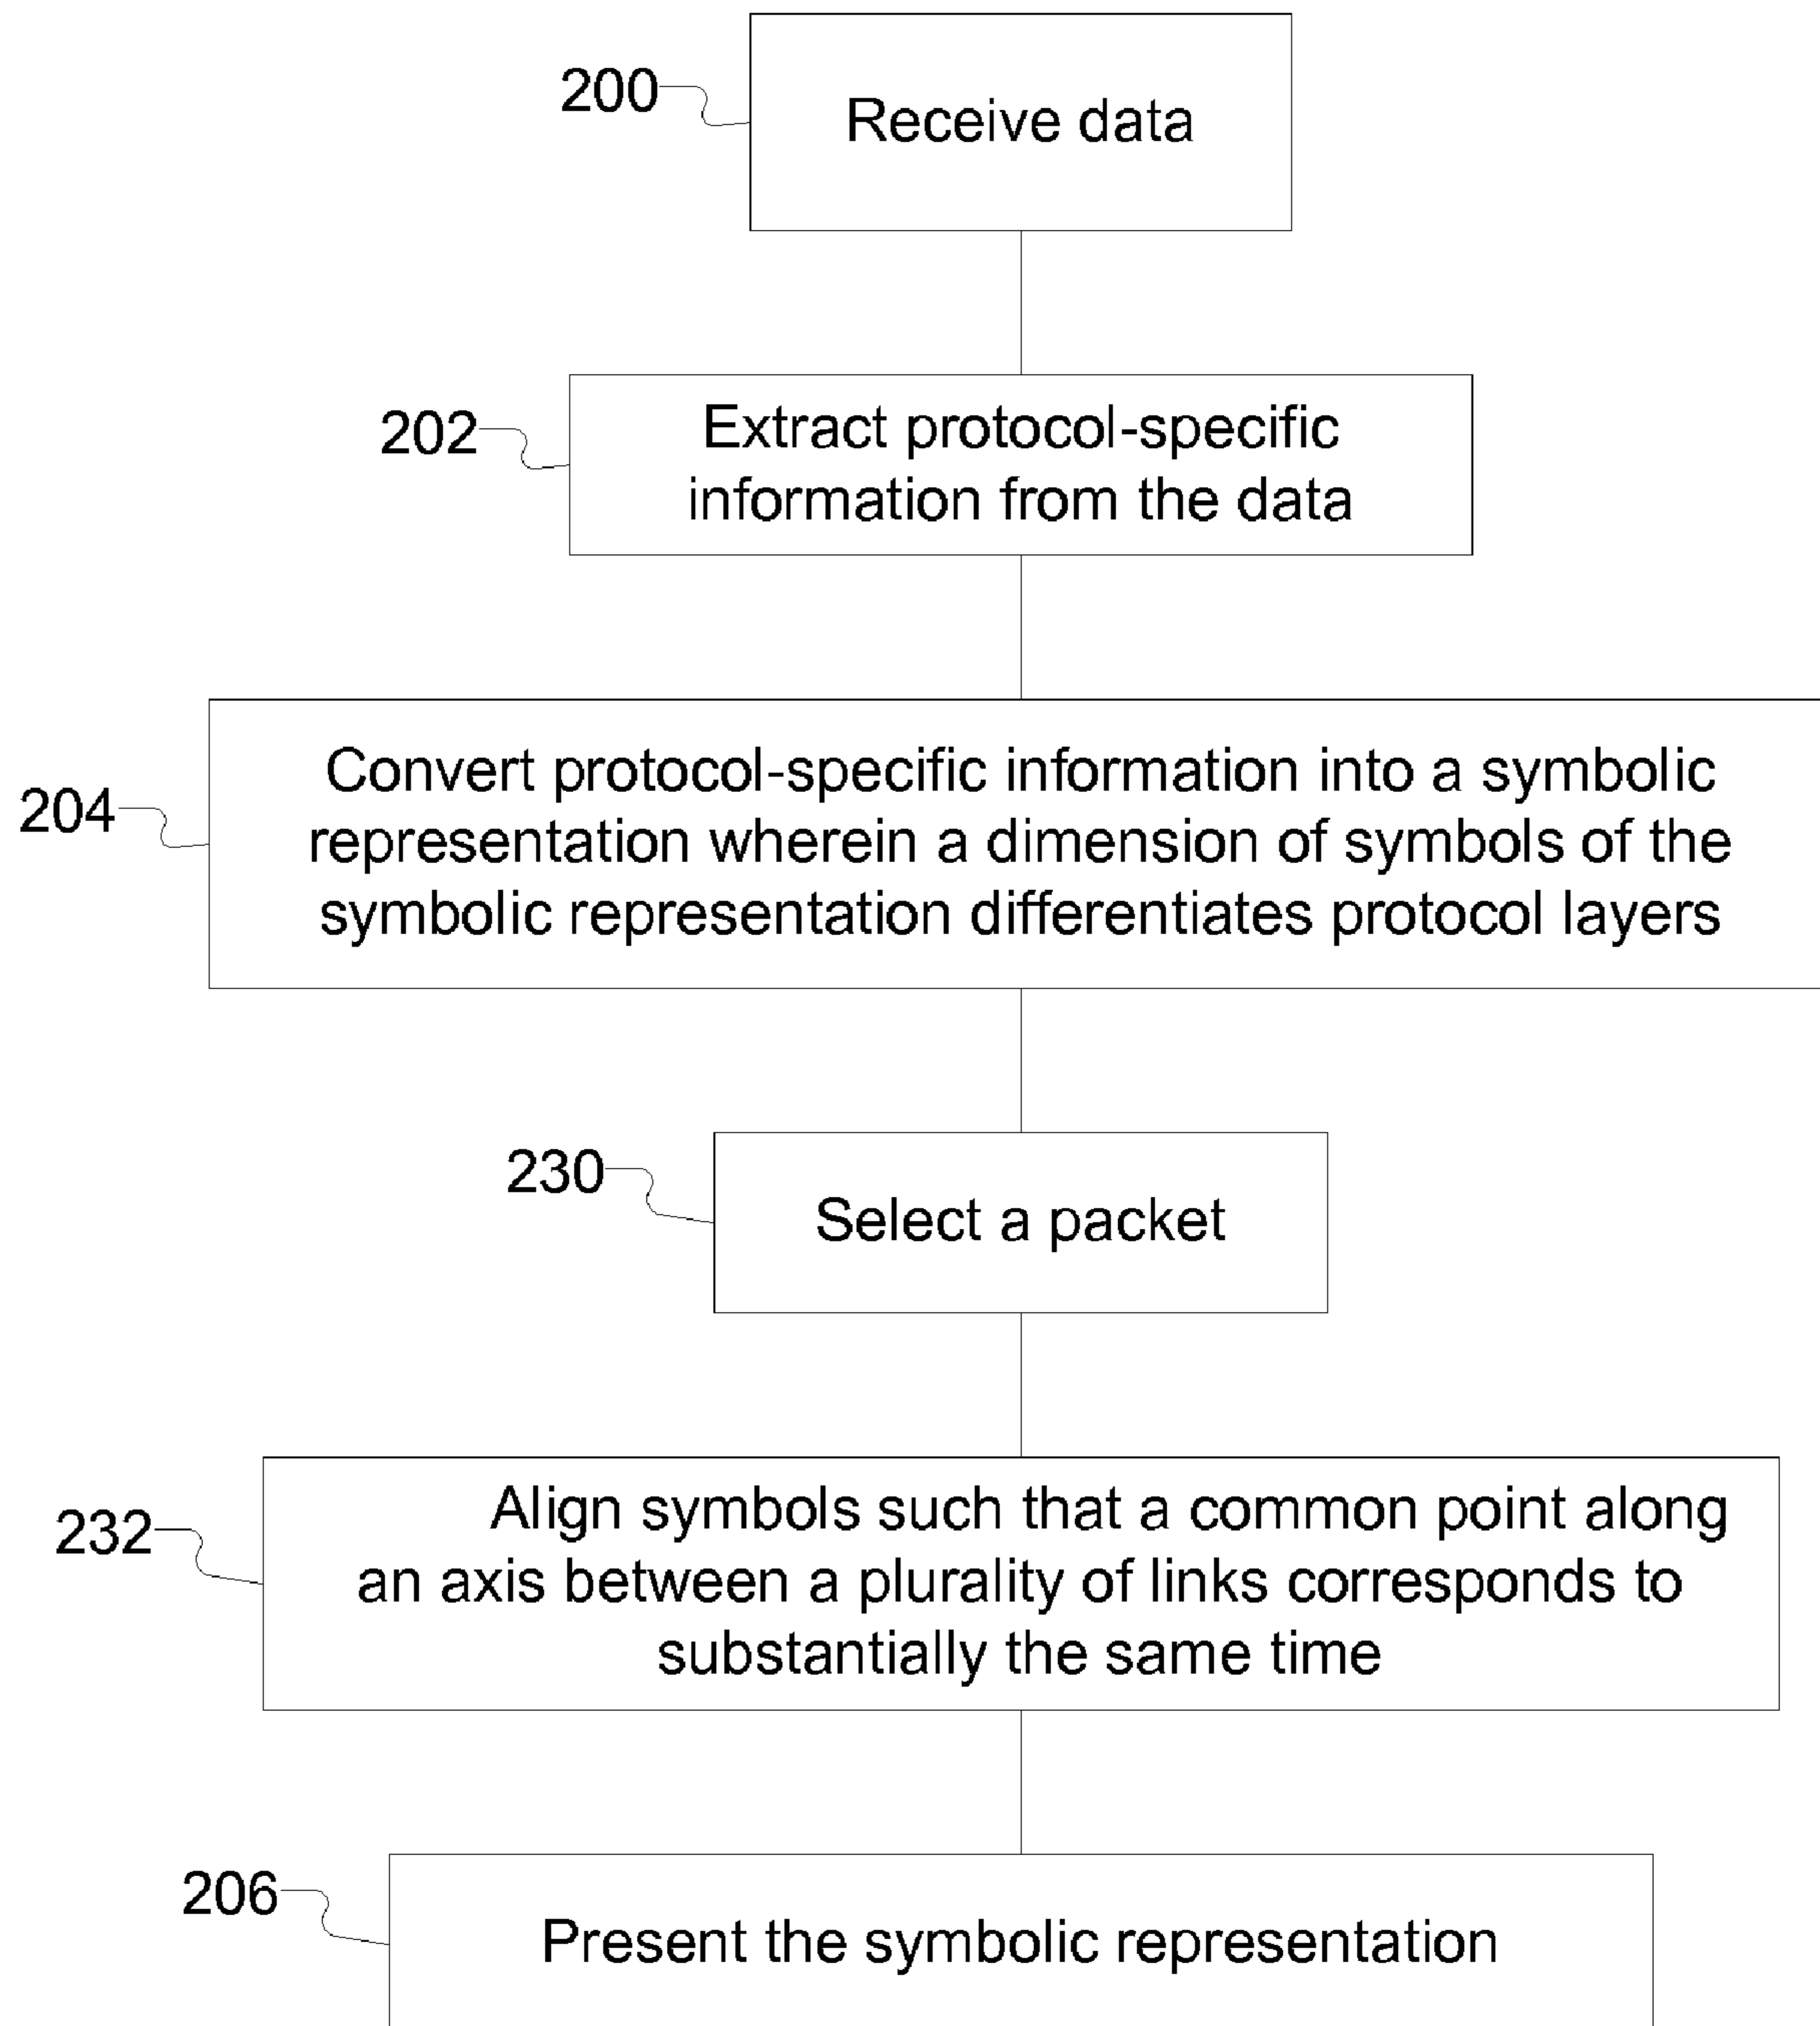 200
Receive data
202
Extract protocol-specific
information from the data
204
Convert protocol-specific information into a symbolic
representation wherein a dimension of symbols of the
symbolic representation differentiates protocol layers
230
Select a packet
232
Align symbols such that a common point along
an axis between a plurality of links corresponds to
substantially the same time
206
Present the symbolic representation